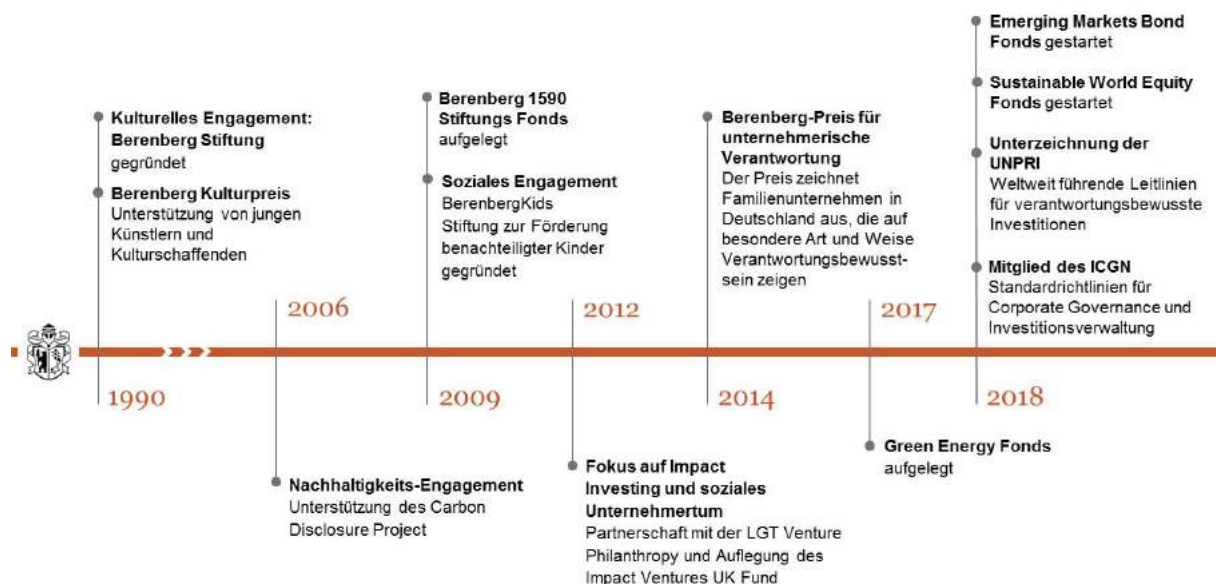 Kulturelles Engagement:
Berenberg Stiftung
gegründet
Berenberg Kulturpreis
Unterstützung von jungen
Künstlern und
Kulturschaffenden
1990
2006
Nachhaltigkeits-Engagement
Unterstützung des Carbon
Disclosure Project
Berenberg 1590
Stiftungs Fonds
aufgelegt
Soziales Engagement
BerenbergKids
Stiftung zur Förderung
benachteiligter Kinder
gegründet
2009
2012
Fokus auf Impact
Investing und soziales
Unternehmertum
Partnerschaft mit der LGT Venture
Philanthropy und Auflegung des
Impact Ventures UK Fund
Berenberg-Preis für
unternehmerische
Verantwortung
Der Preis zeichnet
Familienunternehmen in
Deutschland aus, die auf
besondere Art und Weise
Verantwortungsbewusst-
sein zeigen
2014
2017
Green Energy Fonds
aufgelegt
Emerging Markets Bond
Fonds gestartet
Sustainable World Equity
Fonds gestartet
Unterzeichnung der
UNPRI
Weltweit führende Leitlinien
für verantwortungsbewusste
Investitionen
Mitglied des ICGN
Standardrichtlinien für
Corporate Governance und
Investitionsverwaltung
2018